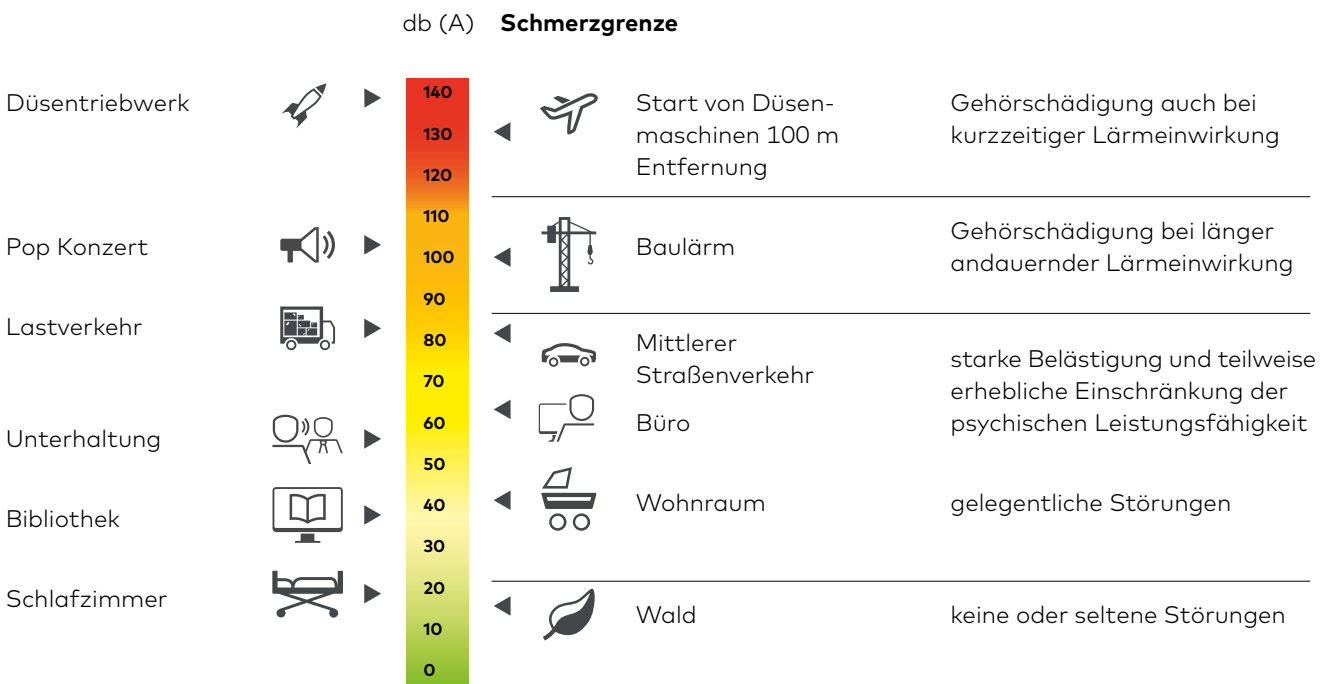 db (A) Schmerzgrenze
Düsentriebwerk
140
130
120
Start von Düsen-
maschinen 100 m
Entfernung
Gehörschädigung auch bei
kurzzeitiger Lärmeinwirkung
Pop Konzert
110
100
Baulärm
Gehörschädigung bei länger
andauernder Lärmeinwirkung
Lastverkehr
90
80
70
Mittlerer
Straßenverkehr
starke Belästigung und teilweise
erhebliche Einschränkung der
psychischen Leistungsfähigkeit
Unterhaltung
60
50
Büro
Bibliothek
40
30
Wohnraum
gelegentliche Störungen
Schlafzimmer
20
10
0
Wald
keine oder seltene Störungen